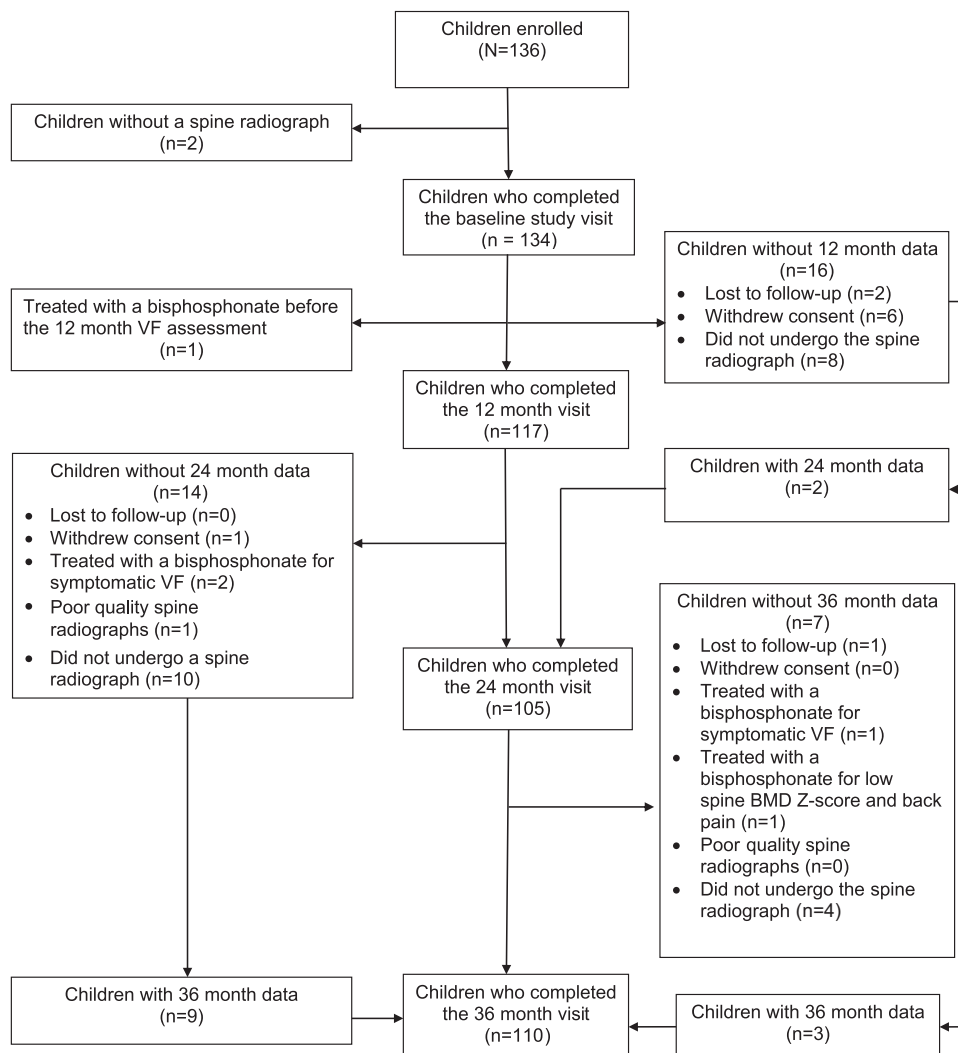 Children enrolled
(N=136)
Children without a spine radiograph
(n=2)
Children who completed
the baseline study visit
(n = 134)
Children without 12 month data
(n=16)
• Lost to follow-up (n=2)
• Withdrew consent (n=6)
• Did not undergo the spine
radiograph (n=8)
Treated with a bisphosphonate before
the 12 month VF assessment
(n=1)
Children who completed
the 12 month visit
(n=117)
Children without 24 month data
(n=14)
• Lost to follow-up (n=0)
• Withdrew consent (n=1)
• Treated with a bisphosphonate for
symptomatic VF (n=2)
• Poor quality spine
radiographs (n=1)
• Did not undergo a spine
radiograph (n=10)
Children with 24 month data
(n=2)
Children who completed
the 24 month visit
(n=105)
Children without 36 month data
(n=7)
• Lost to follow-up (n=1)
• Withdrew consent (n=0)
• Treated with a
bisphosphonate for
symptomatic VF (n=1)
• Treated with a
bisphosphonate for low
spine BMD Z-score and back
pain (n=1)
• Poor quality spine
radiographs (n=0)
• Did not undergo the spine
radiograph (n=4)
Children with 36 month data
(n=9)
Children who completed
the 36 month visit
(n=110)
Children with 36 month data
(n=3)